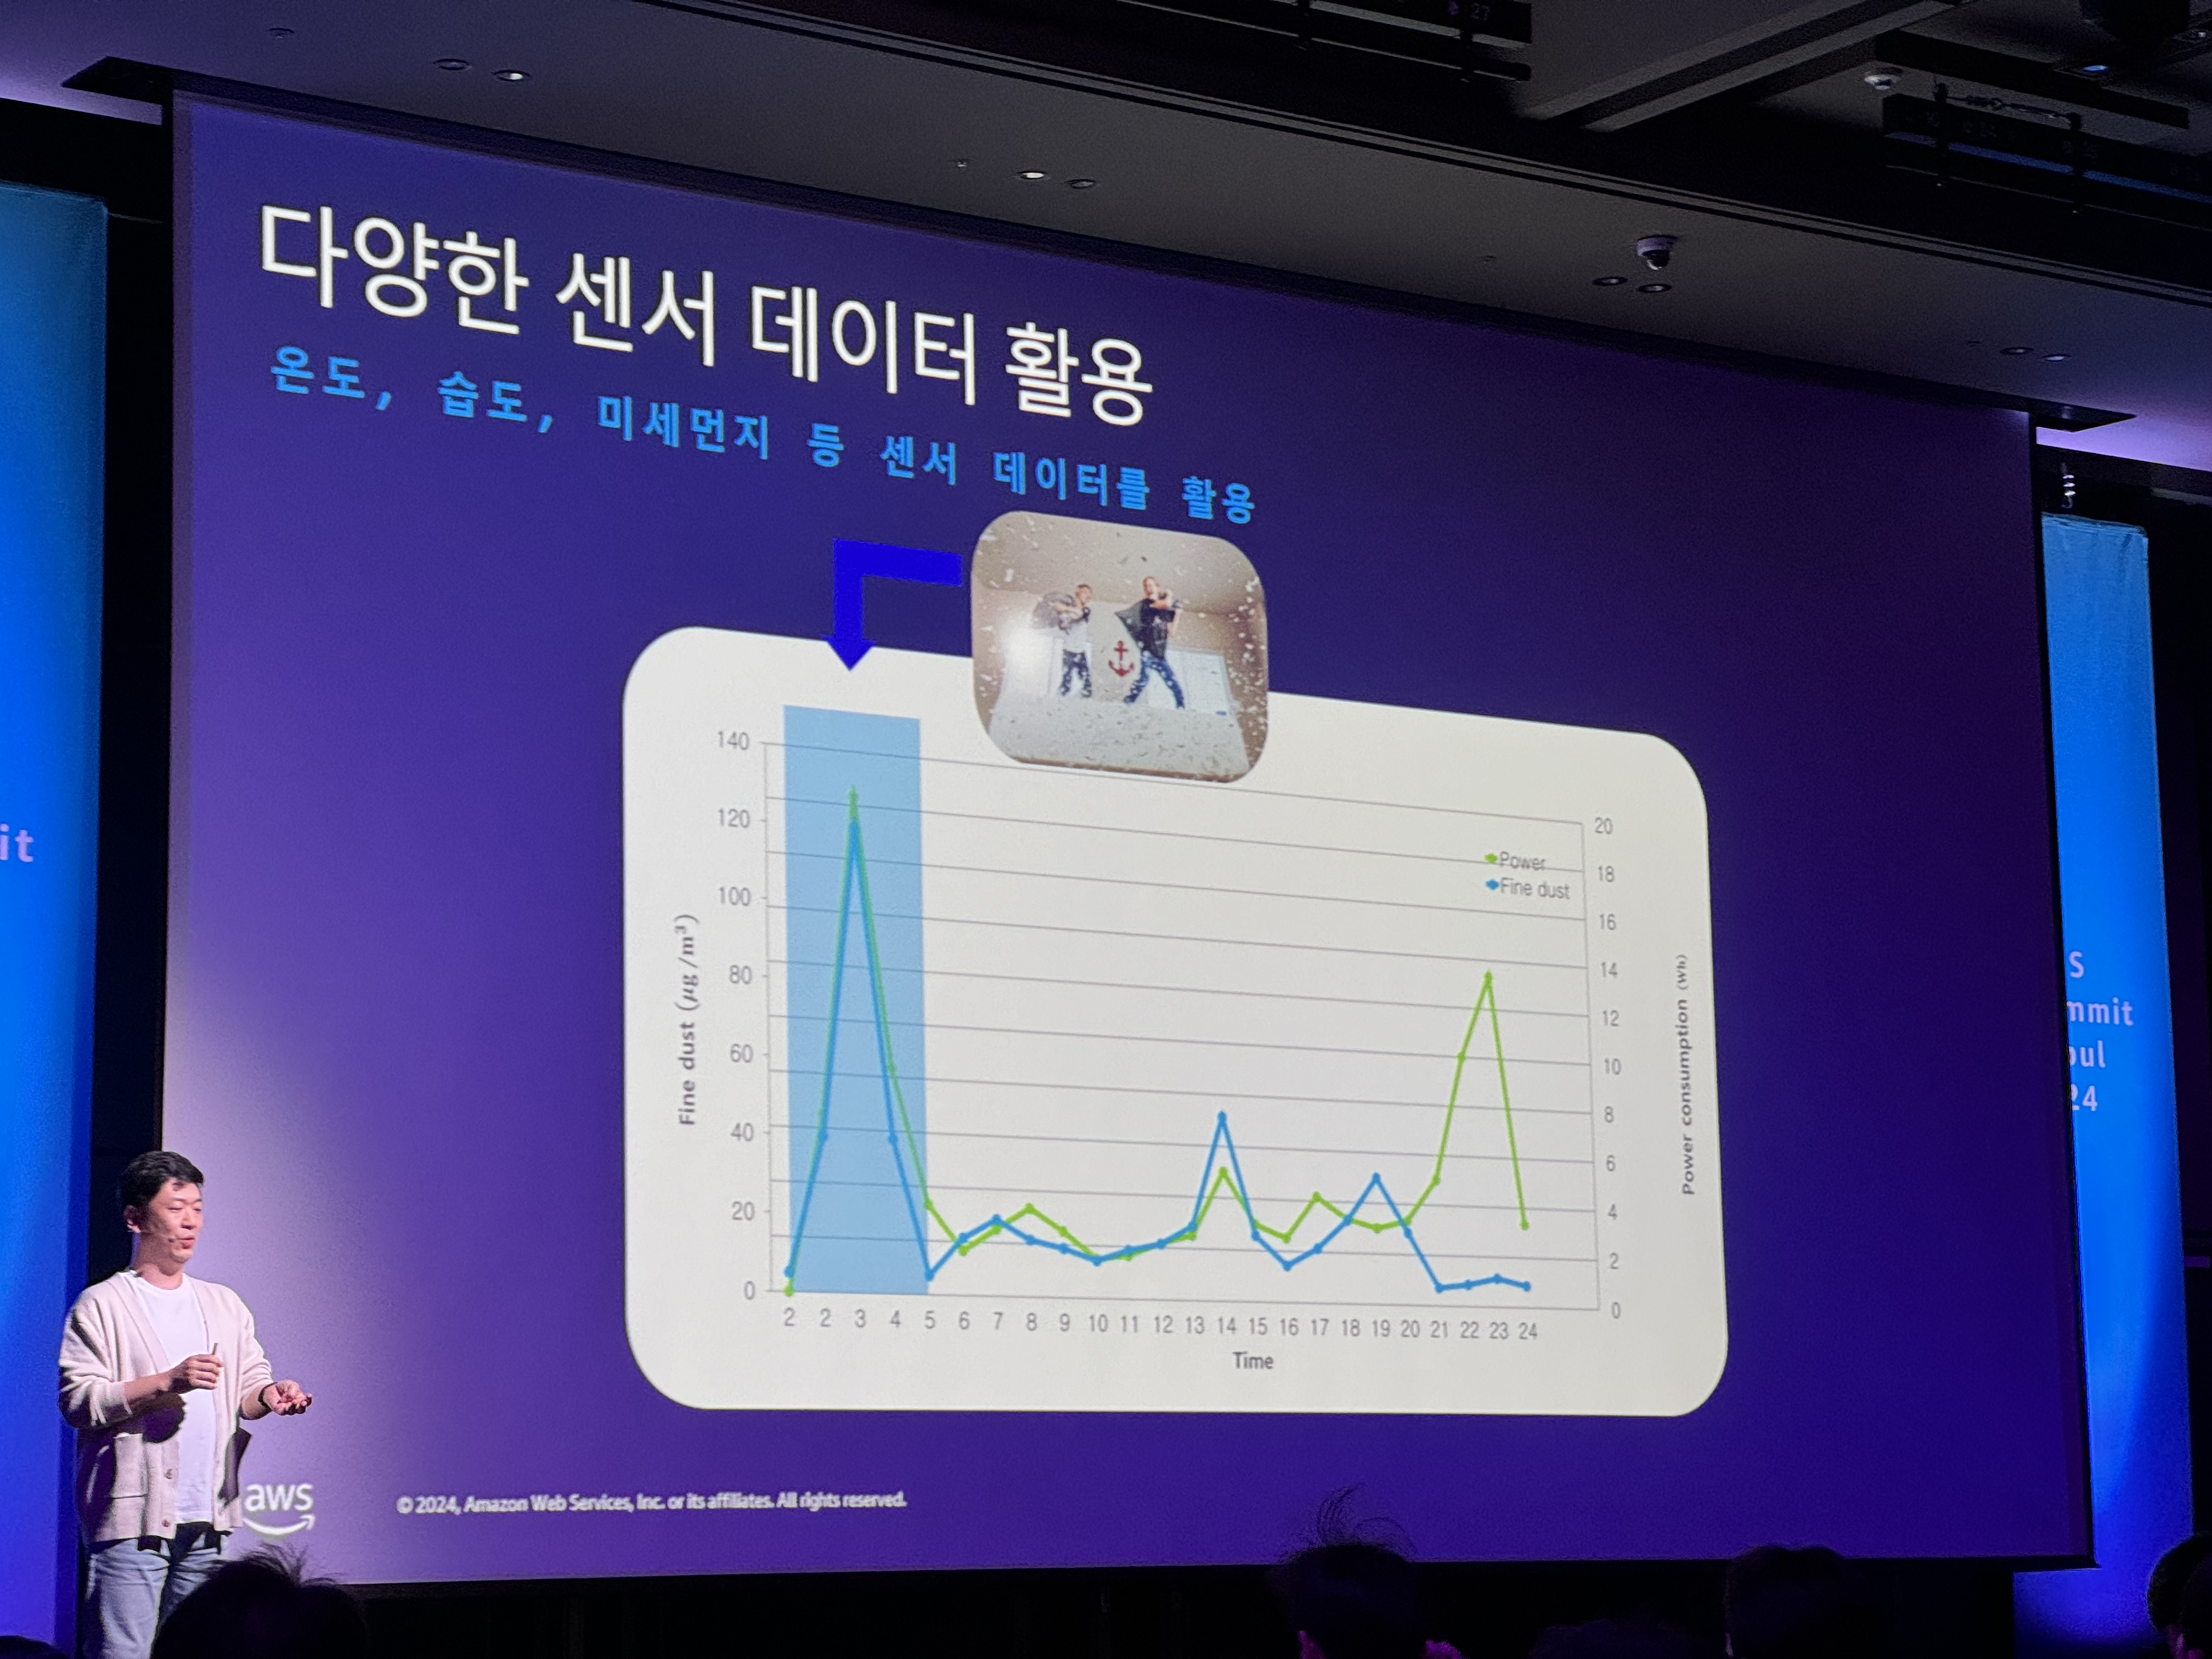 다양한 센서 데이터 활용
온도, 습도, 미세먼지 등 센서 데이터를 활용
140
120
100
80
60
40
20
0
Fine dust (μg/m³)
Power
Fine dust
20
18
16
14
12
10
8
6
4
2
0
Power consumption (Wh)
2 2 3 4 5 6 7 8 9 10 11 12 13 14 15 16 17 18 19 20 21 22 23 24
Time
aws
© 2024, Amazon Web Services, Inc. or its affiliates. All rights reserved.
it
S
mmit
oul
24
27